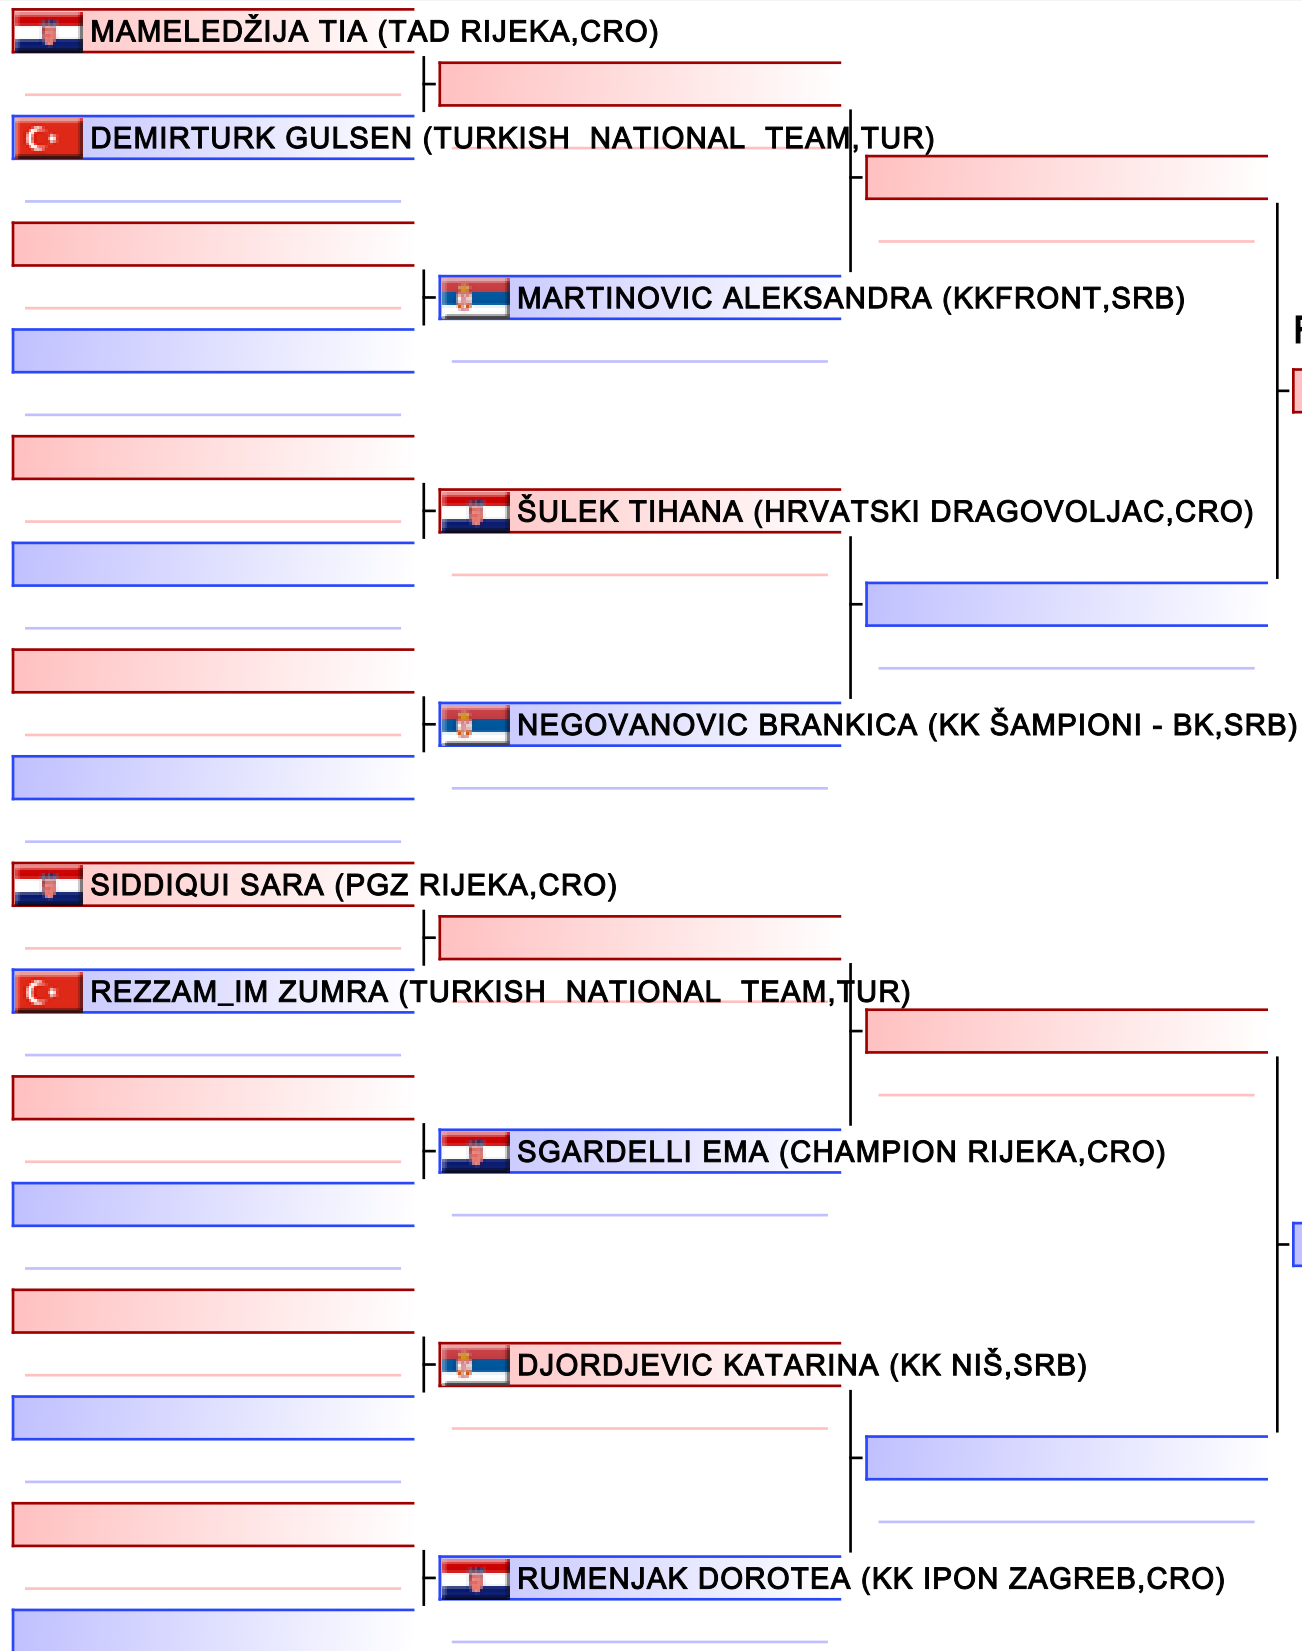 MAMELEDŽIJA TIA (TAD RIJEKA,CRO)
DEMIRTURK GULSEN (TURKISH NATIONAL TEAM,TUR)
MARTINOVIC ALEKSANDRA (KKFRONT,SRB)
ŠULEK TIHANA (HRVATSKI DRAGOVOLJAC,CRO)
NEGOVANOVIC BRANKICA (KK ŠAMPIONI - BK,SRB)
SIDDIQUI SARA (PGZ RIJEKA,CRO)
REZZAM_IM ZUMRA (TURKISH NATIONAL TEAM,TUR)
SGARDELLI EMA (CHAMPION RIJEKA,CRO)
DJORDJEVIC KATARINA (KK NIŠ,SRB)
RUMENJAK DOROTEA (KK IPON ZAGREB,CRO)